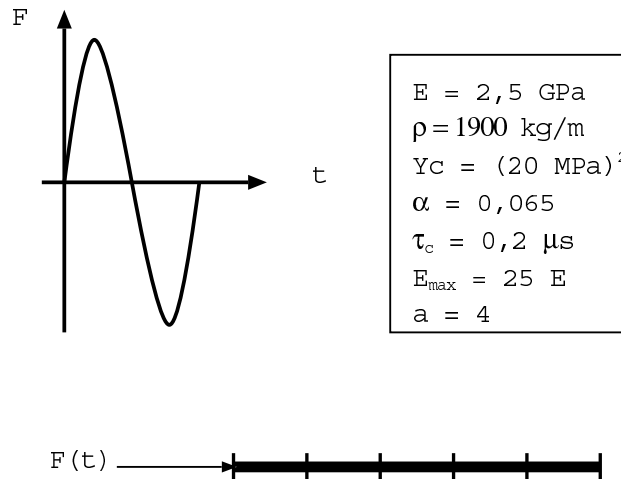 F
t
E = 2,5 GPa
ρ = 1900 kg/m
Yc = (20 MPa)²
α = 0,065
τc = 0,2 μs
Emax = 25 E
a = 4
F(t)